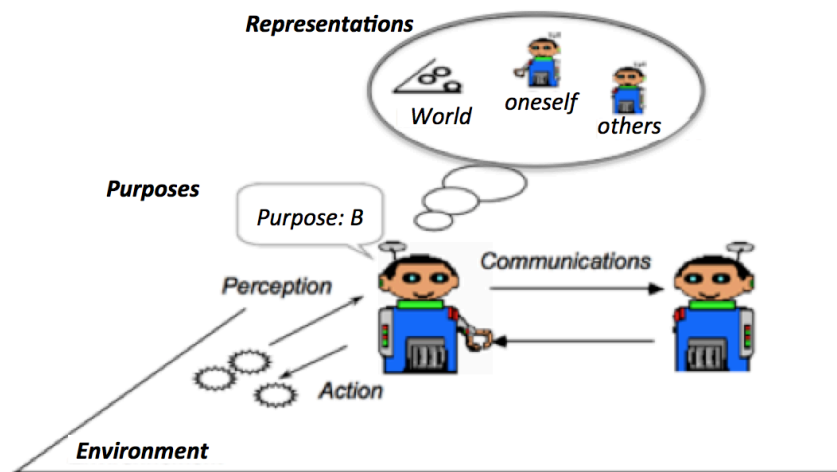 Representations
World
oneself
others
Purposes
Purpose: B
Communications
Perception
Action
Environment